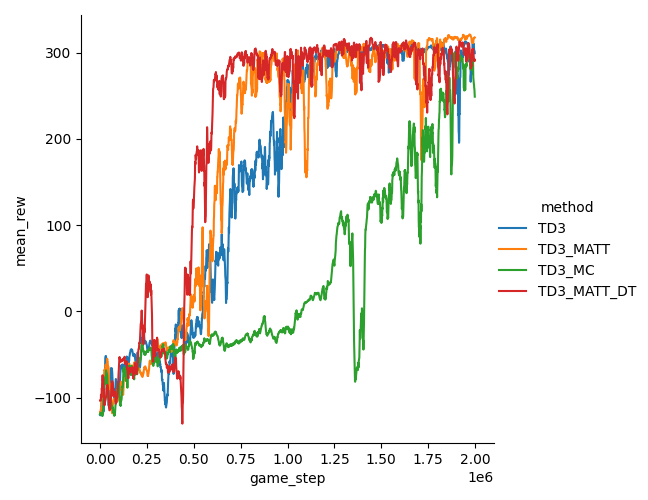 300
200
100
0
−100
mean_rew
0.00 0.25 0.50 0.75 1.00 1.25 1.50 1.75 2.00
1e6
game_step
method
TD3
TD3_MATT
TD3_MC
TD3_MATT_DT